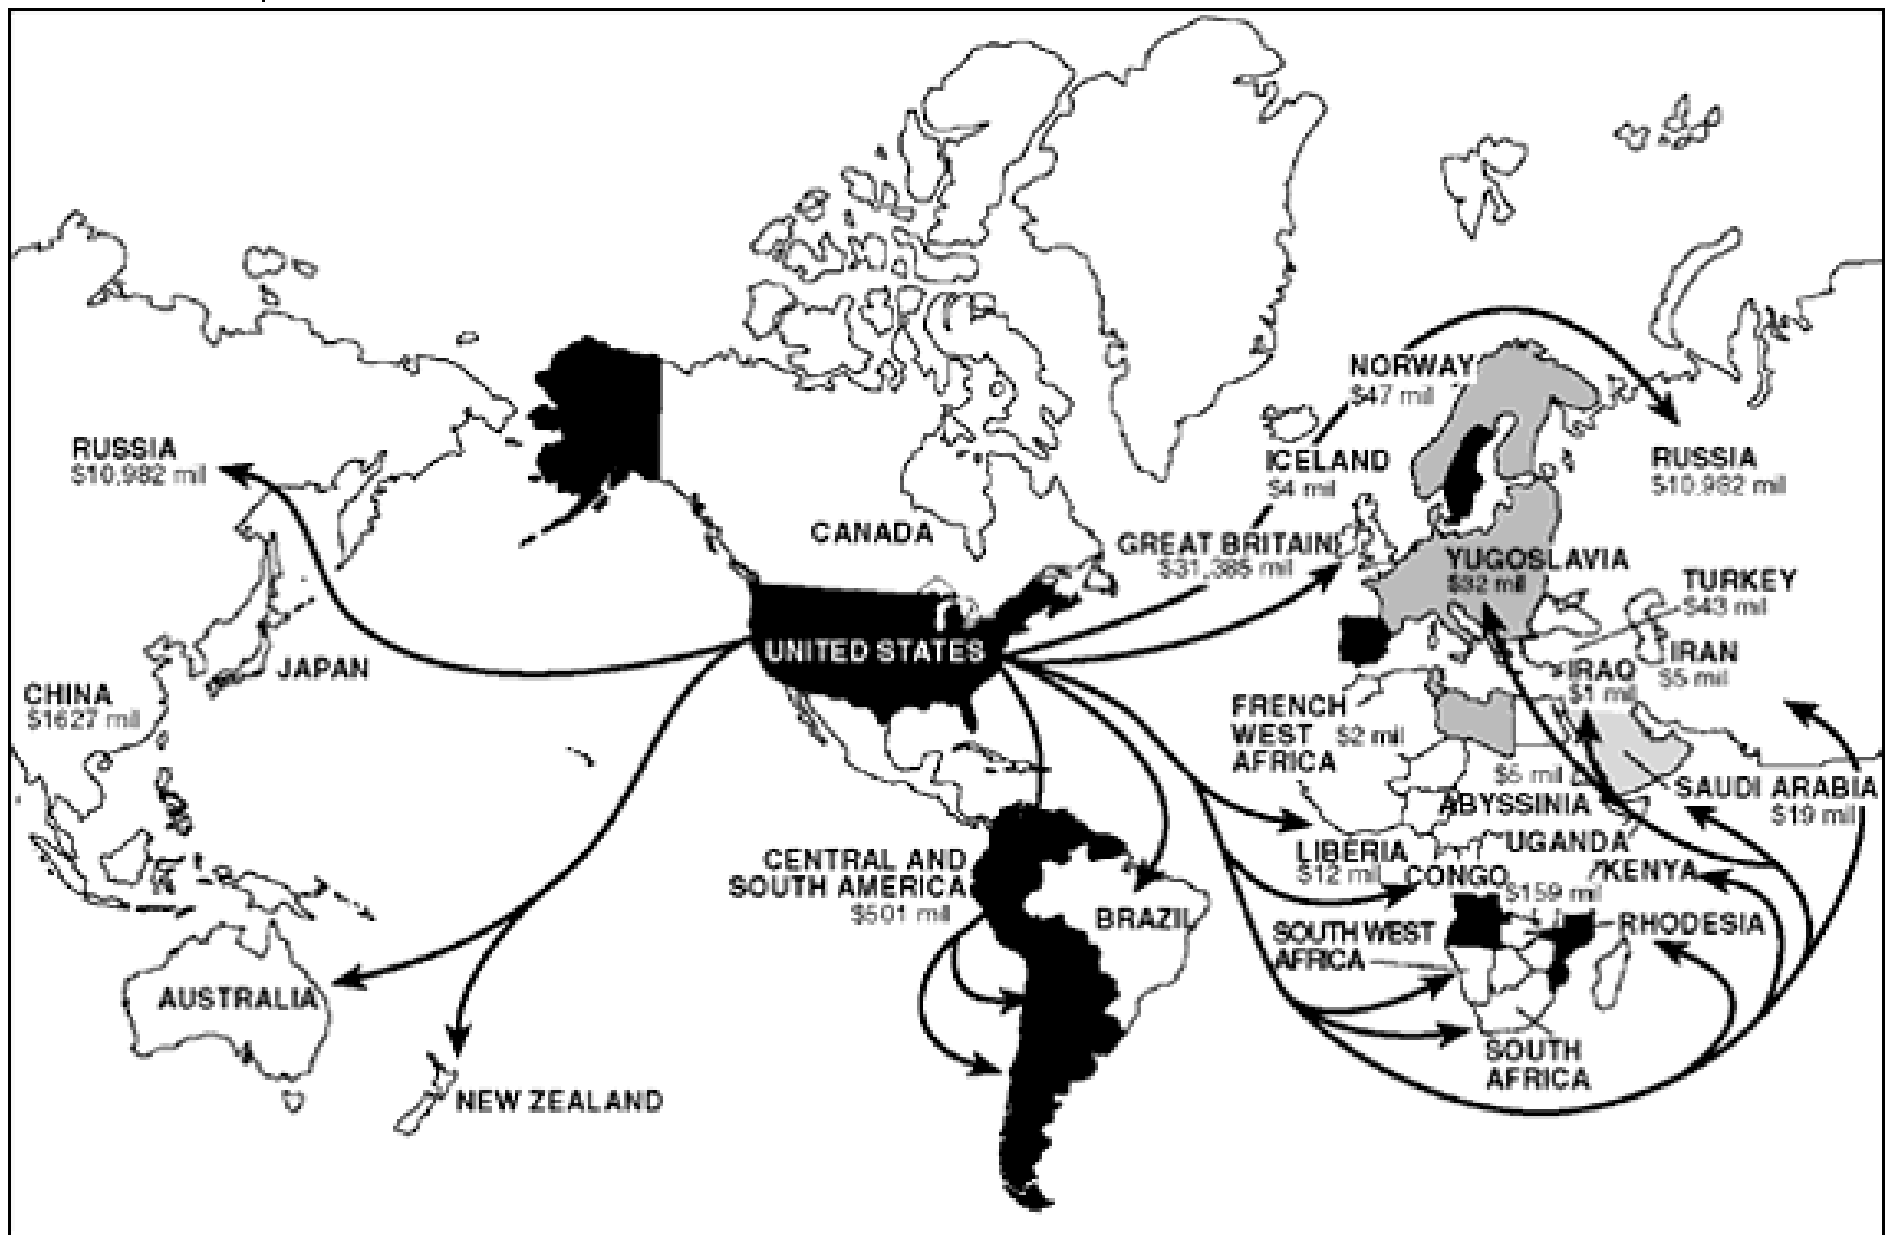 NORWAY
$47 mil
RUSSIA
$10,982 mil
ICELAND
$4 mil
RUSSIA
$10,982 mil
CANADA
GREAT BRITAIN
$31,385 mil
YUGOSLAVIA
$32 mil
TURKEY
$43 mil
UNITED STATES
JAPAN
IRAQ
$1 mil
IRAN
$5 mil
CHINA
$1627 mil
FRENCH
WEST
AFRICA
$2 mil
$5 mil
ABYSSINIA
SAUDI ARABIA
$19 mil
UGANDA
LIBERIA
$12 mil
CENTRAL AND
SOUTH AMERICA
$501 mil
CONGO
KENYA
$159 mil
BRAZIL
RHODESIA
SOUTH WEST
AFRICA
AUSTRALIA
SOUTH
AFRICA
NEW ZEALAND